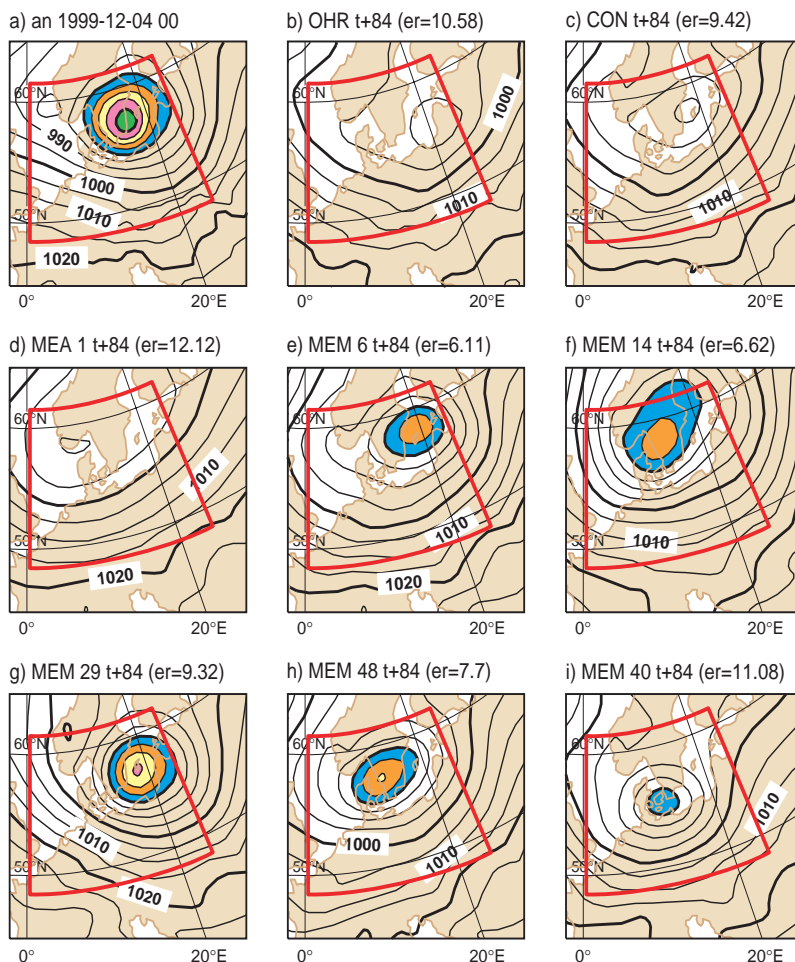 a) an 1999-12-04 00
b) OHR t+84 (er=10.58)
c) CON t+84 (er=9.42)
60°N
990
1000
1010
50°N
1020
0°
20°E
60°N
1000
1010
50°N
0°
20°E
60°N
1010
50°N
0°
20°E
d) MEA 1 t+84 (er=12.12)
e) MEM 6 t+84 (er=6.11)
f) MEM 14 t+84 (er=6.62)
60°N
1010
50°N
1020
0°
20°E
60°N
1010
50°N
1020
0°
20°E
60°N
1010
50°N
0°
20°E
g) MEM 29 t+84 (er=9.32)
h) MEM 48 t+84 (er=7.7)
i) MEM 40 t+84 (er=11.08)
60°N
1010
50°N
1020
0°
20°E
60°N
1000
1010
50°N
0°
20°E
60°N
1010
50°N
0°
20°E